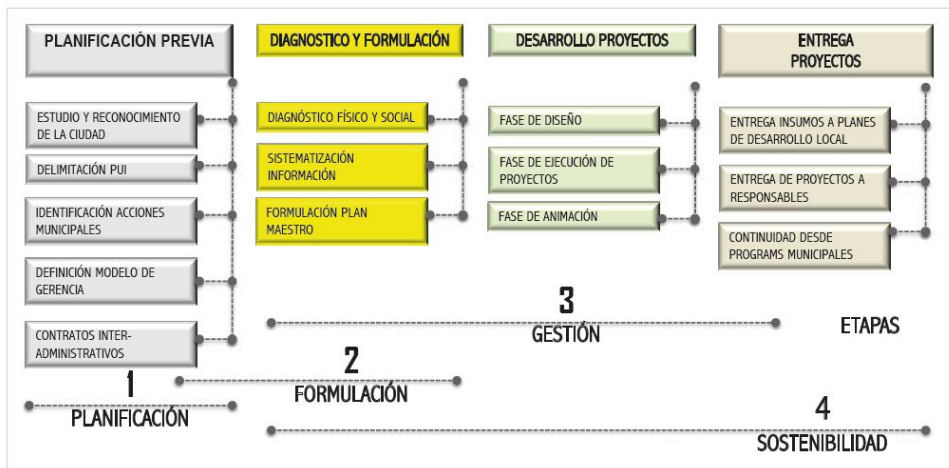 PLANIFICACIÓN PREVIA
ESTUDIO Y RECONOCIMIENTO
DE LA CIUDAD
DELIMITACIÓN PUI
IDENTIFICACIÓN ACCIONES
MUNICIPALES
DEFINICIÓN MODELO DE
GERENCIA
CONTRATOS INTER-
ADMINISTRATIVOS
DIAGNOSTICO Y FORMULACIÓN
DIAGNÓSTICO FÍSICO Y SOCIAL
SISTEMATIZACIÓN
INFORMACIÓN
FORMULACIÓN PLAN
MAESTRO
DESARROLLO PROYECTOS
FASE DE DISEÑO
FASE DE EJECUCIÓN DE
PROYECTOS
FASE DE ANIMACIÓN
ENTREGA
PROYECTOS
ENTREGA INSUMOS A PLANES
DE DESARROLLO LOCAL
ENTREGA DE PROYECTOS A
RESPONSABLES
CONTINUIDAD DESDE
PROGRAMS MUNICIPALES
1
PLANIFICACIÓN
2
FORMULACIÓN
3
GESTIÓN
ETAPAS
4
SOSTENIBILIDAD